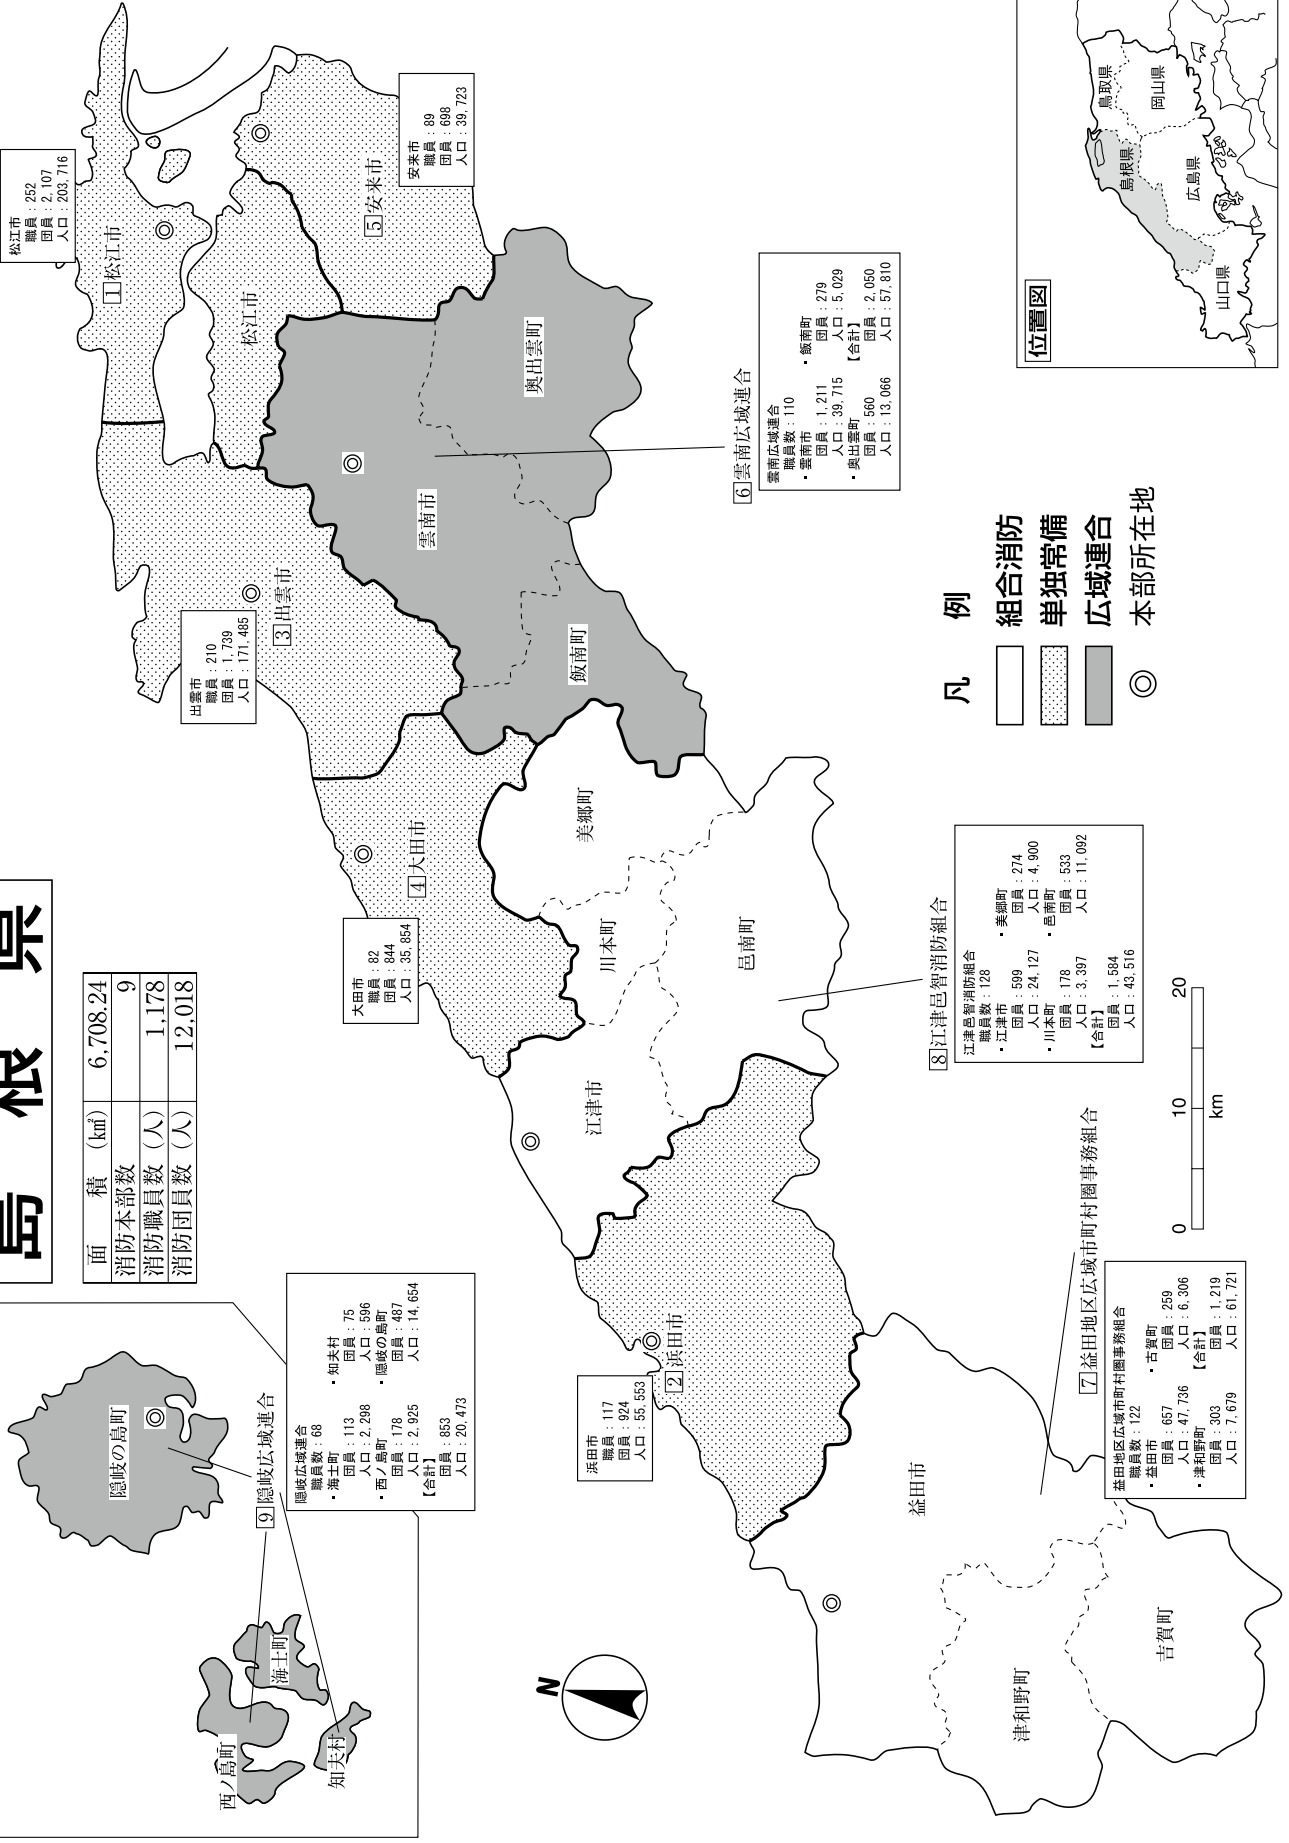 島根県
面　積　(k㎡)　6,708.24
消防本部数　9
消防職員数（人）　1,178
消防団員数（人）　12,018
隠岐の島町
西ノ島町
海士町
知夫村
9 隠岐広域連合
隠岐広域連合
職員数：68
・海士町
団員：113
人口：2,298
・西ノ島町
団員：178
人口：2,925
【合計】
団員：853
人口：20,473
・知夫村
団員：75
人口：596
・隠岐の島町
団員：487
人口：14,654
松江市
職員：252
団員：2,107
人口：203,716
1 松江市
松江市
安来市
職員：89
団員：698
人口：39,723
5 安来市
出雲市
職員：210
団員：1,739
人口：171,485
3 出雲市
雲南市
奥出雲町
飯南町
6 雲南広域連合
雲南広域連合
職員数：110
・雲南市
団員：1,211
人口：39,715
・奥出雲町
団員：560
人口：13,066
・飯南町
団員：279
人口：5,029
【合計】
団員：2,050
人口：57,810
大田市
職員：82
団員：844
人口：35,854
4 大田市
美郷町
川本町
邑南町
江津市
8 江津邑智消防組合
江津邑智消防組合
職員数：128
・江津市
団員：599
人口：24,127
・川本町
団員：178
人口：3,397
【合計】
団員：1,584
人口：43,516
・美郷町
団員：274
人口：4,900
・邑南町
団員：533
人口：11,092
浜田市
職員：117
団員：924
人口：55,553
2 浜田市
益田市
津和野町
吉賀町
7 益田地区広域市町村圏事務組合
益田地区広域市町村圏事務組合
職員数：122
・益田市
団員：657
人口：47,736
・津和野町
団員：303
人口：7,679
・古賀町
団員：259
人口：6,306
【合計】
団員：1,219
人口：61,721
N
凡　例
組合消防
単独常備
広域連合
本部所在地
0　10　20
km
位置図
鳥取県
島根県
岡山県
広島県
山口県